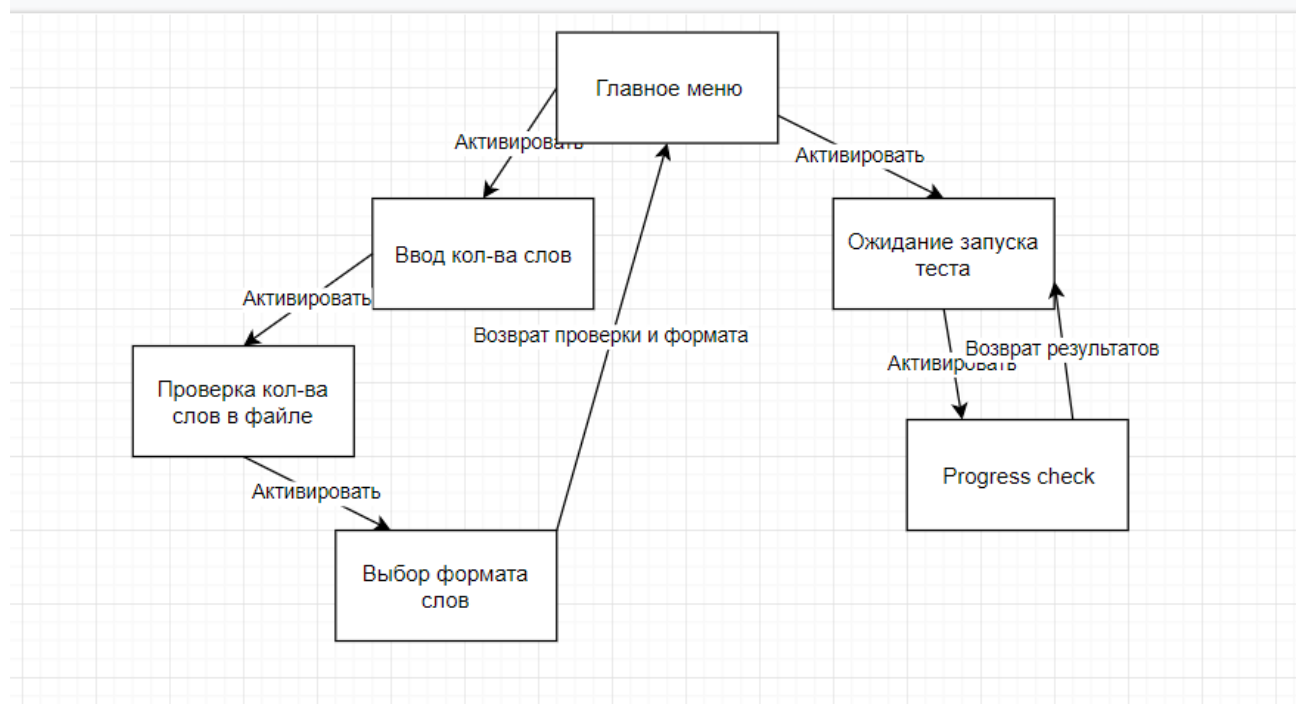 Главное меню
Активировать
Активировать
Ввод кол-ва слов
Ожидание запуска
теста
Активировать
Возврат проверки и формата
Возврат результатов
Активировать
Проверка кол-ва
слов в файле
Progress check
Активировать
Выбор формата
слов